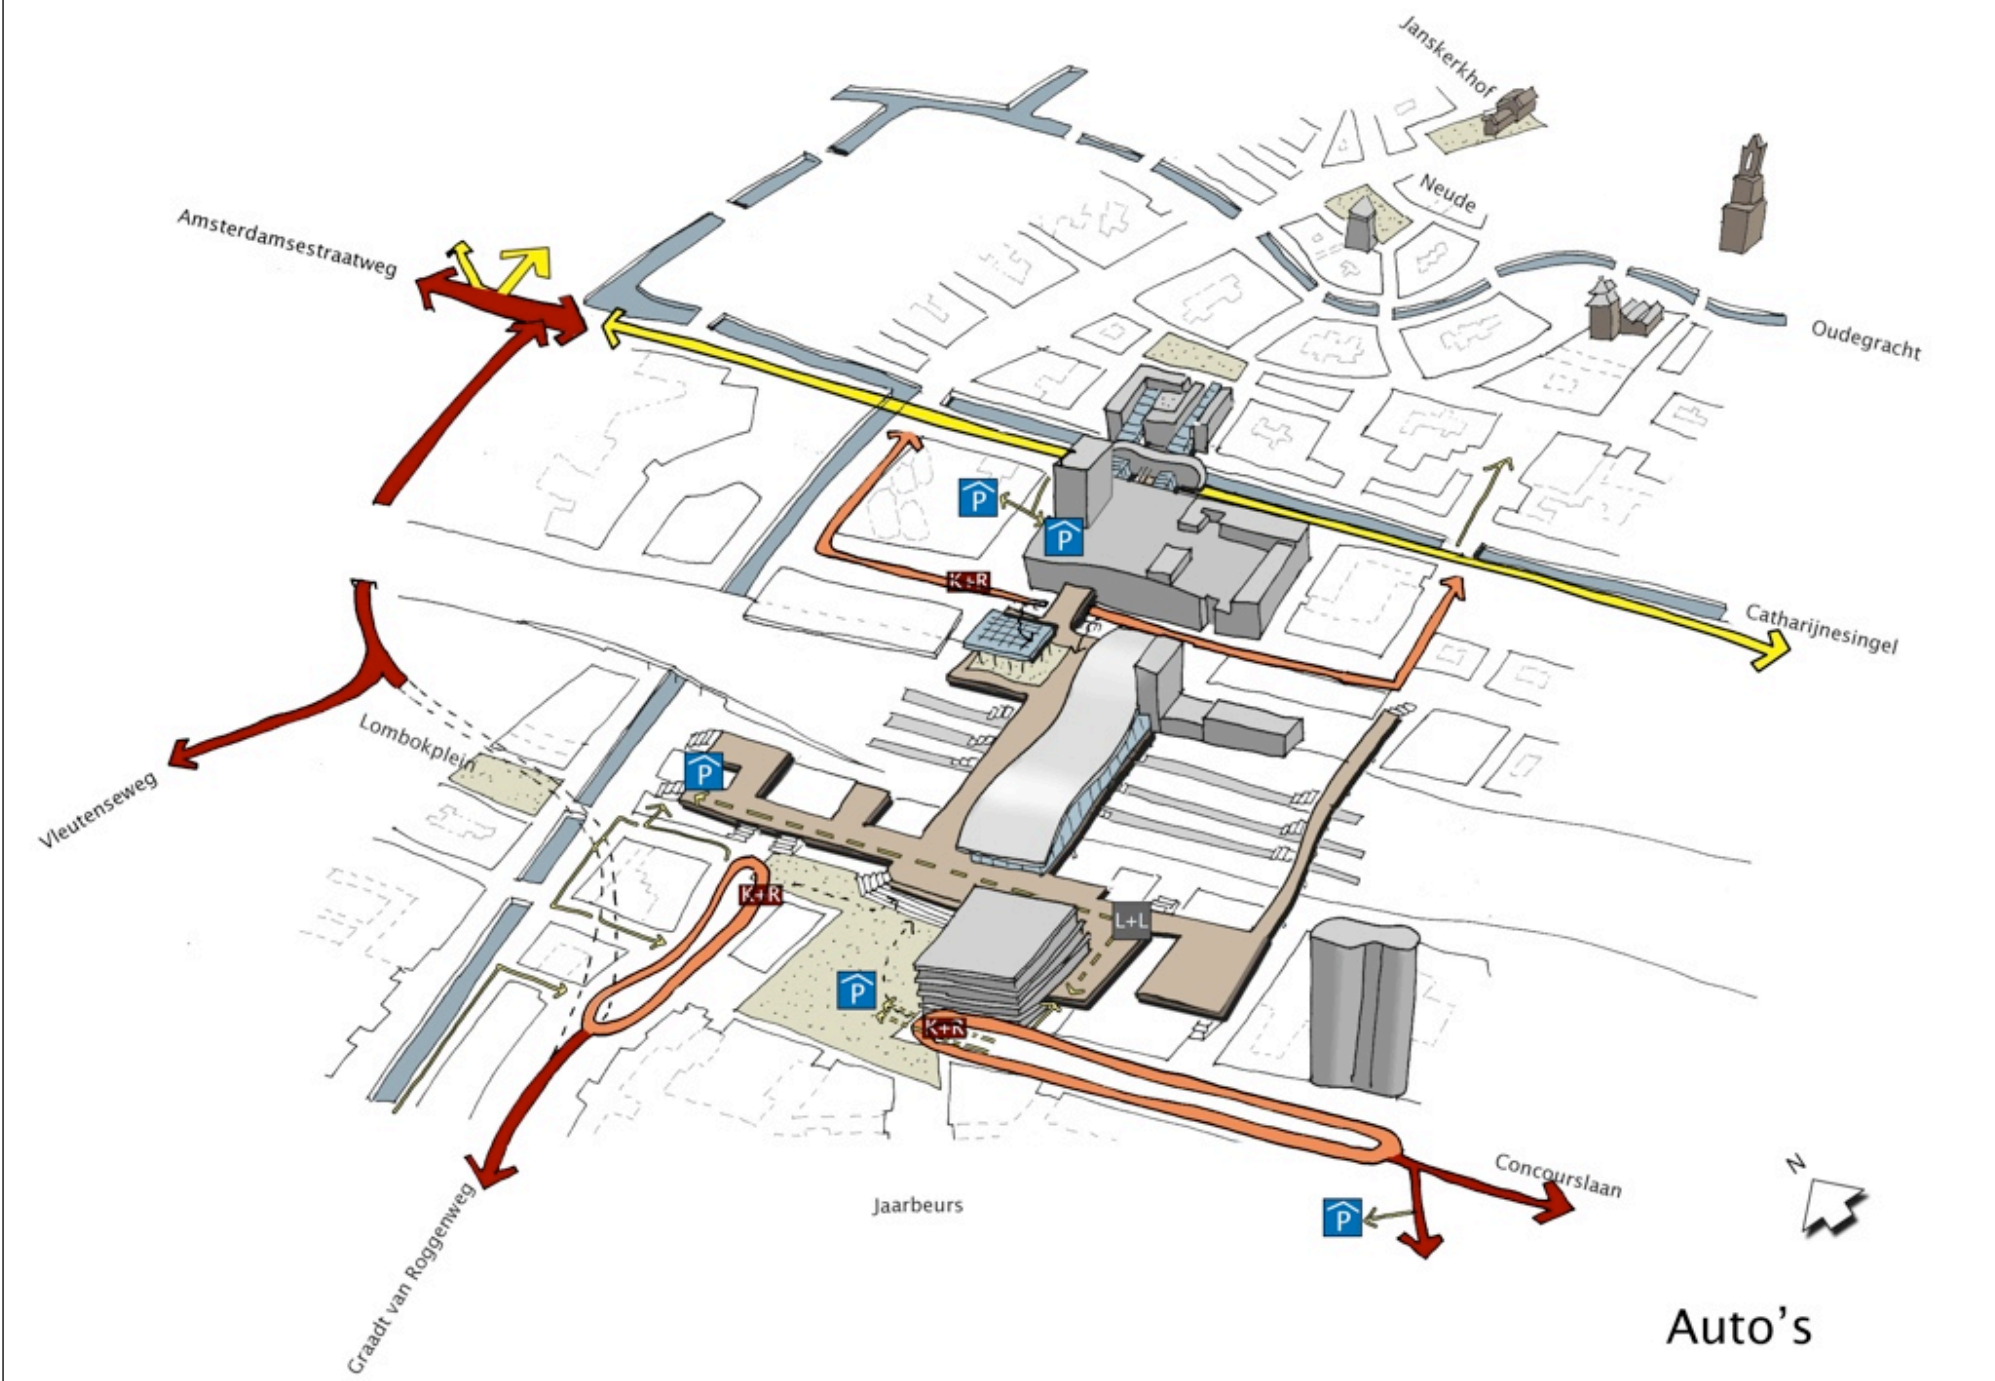 Janskerkhof
Neude
Amsterdamsestraatweg
Oudegracht
P
P
K+R
Catharijnesingel
Lombokplein
P
Vleutenseweg
K+R
L+L
P
K+R
Concourslaan
N
Jaarbeurs
P
Graadt van Roggenweg
Auto's